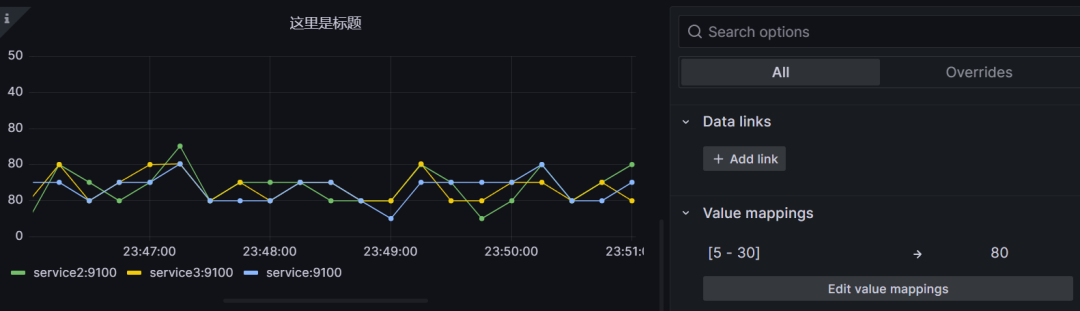 这里是标题
50
40
80
80
80
0
23:47:00 23:48:00 23:49:00 23:50:00 23:51:0
service2:9100 service3:9100 service:9100
Search options
All Overrides
Data links
+ Add link
Value mappings
[5 - 30] → 80
Edit value mappings